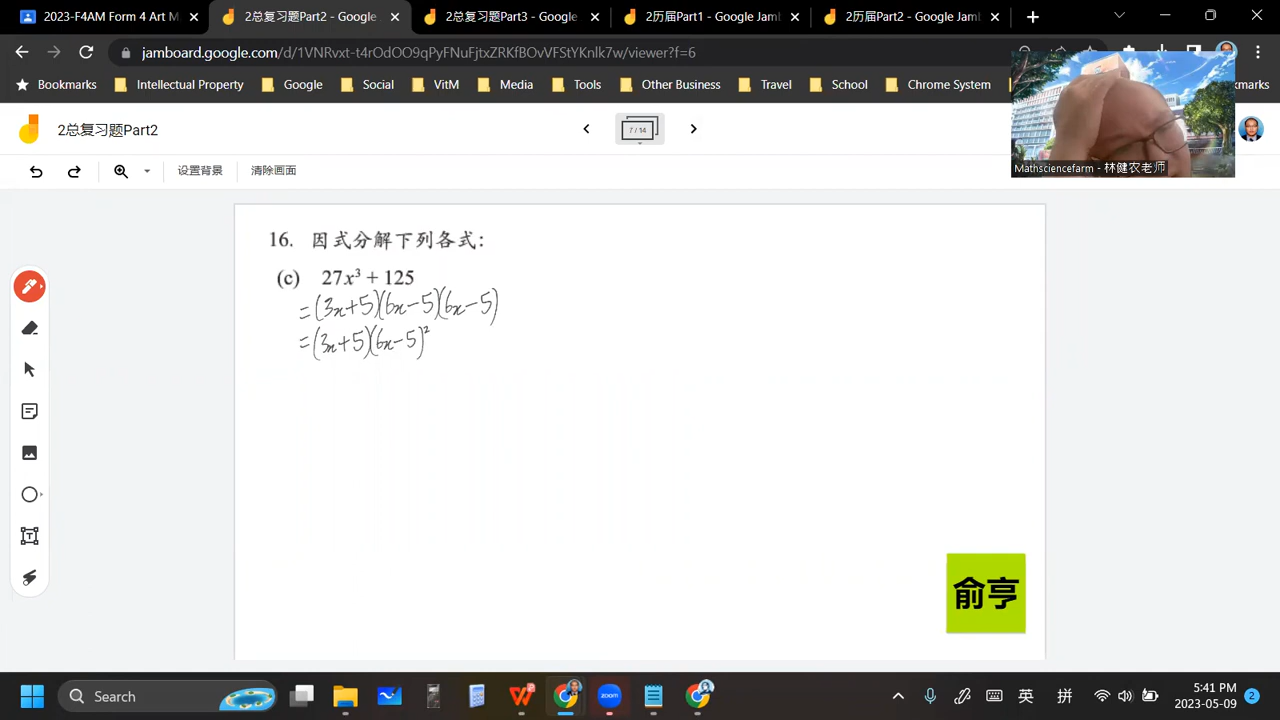 2023-F4AM Form 4 Art M
2总复习题Part2 - Google
2总复习题Part3 - Google
2历届Part1 - Google Jamb
2历届Part2 - Google Jamb
jamboard.google.com/d/1VNRvxt-t4rOdOO9qPyFNuFitxZRKfBOvVFStYKnlk7w/viewer?f=6
Bookmarks
Intellectual Property
Google
Social
VitM
Media
Tools
Other Business
Travel
School
Chrome System
2总复习题Part2
7 / 14
Mathsciencefarm - 林健农老师
设置背景
清除画面
16. 因式分解下列各式:
(c) 27x³ + 125
=(3x+5)(6x-5)(6x-5)
=(3x+5)(6x-5)²
俞亨
Search
英
拼
5:41 PM
2023-05-09
2